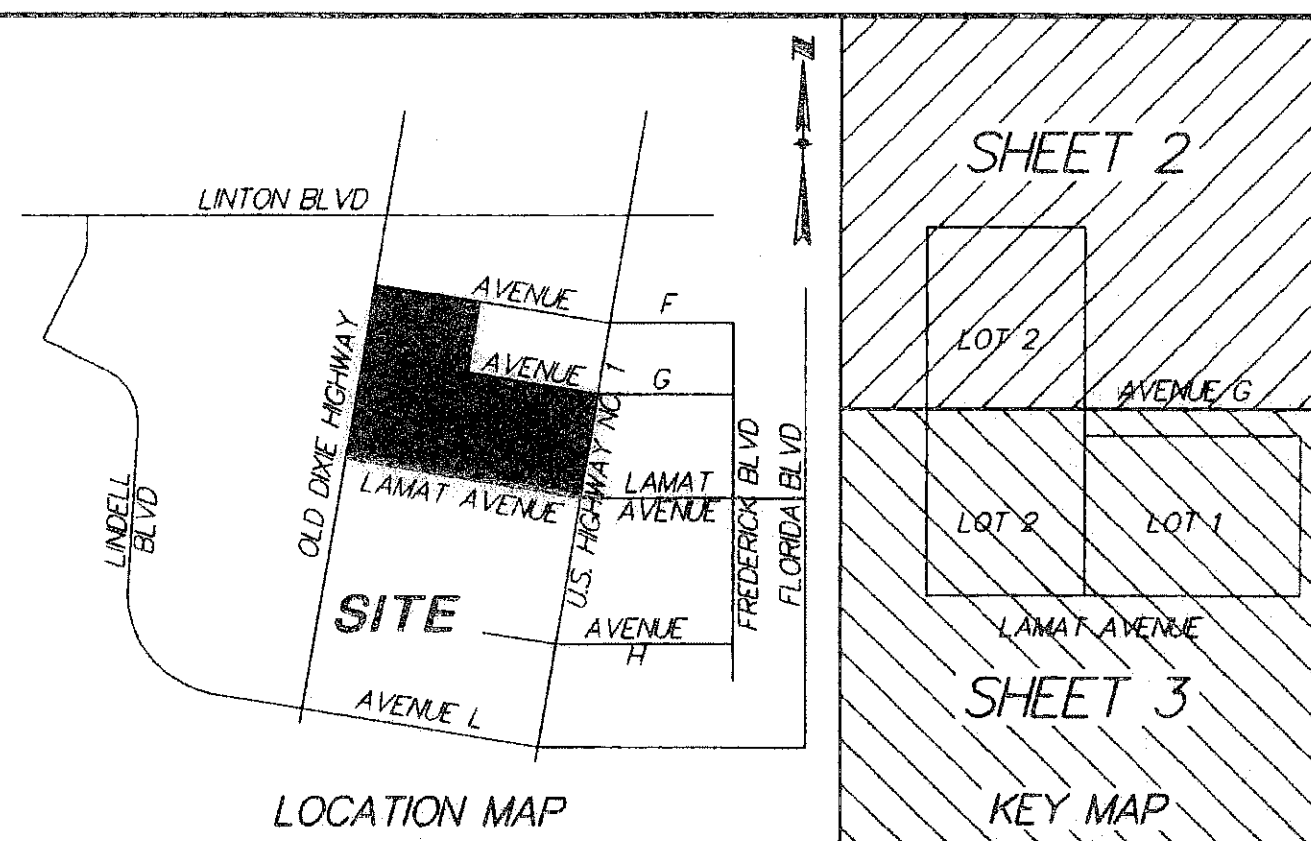 N
LINTON BLVD
AVENUE F
AVENUE G
OLD DIXIE HIGHWAY
U.S. HIGHWAY NO. 1
LINDELL
BLVD
LAMAT AVENUE
LAMAT
AVENUE
FREDERICK BLVD
FLORIDA BLVD
SITE
AVENUE
H
AVENUE L
LOCATION MAP
SHEET 2
LOT 2
AVENUE G
LOT 2
LOT 1
LAMAT AVENUE
SHEET 3
KEY MAP